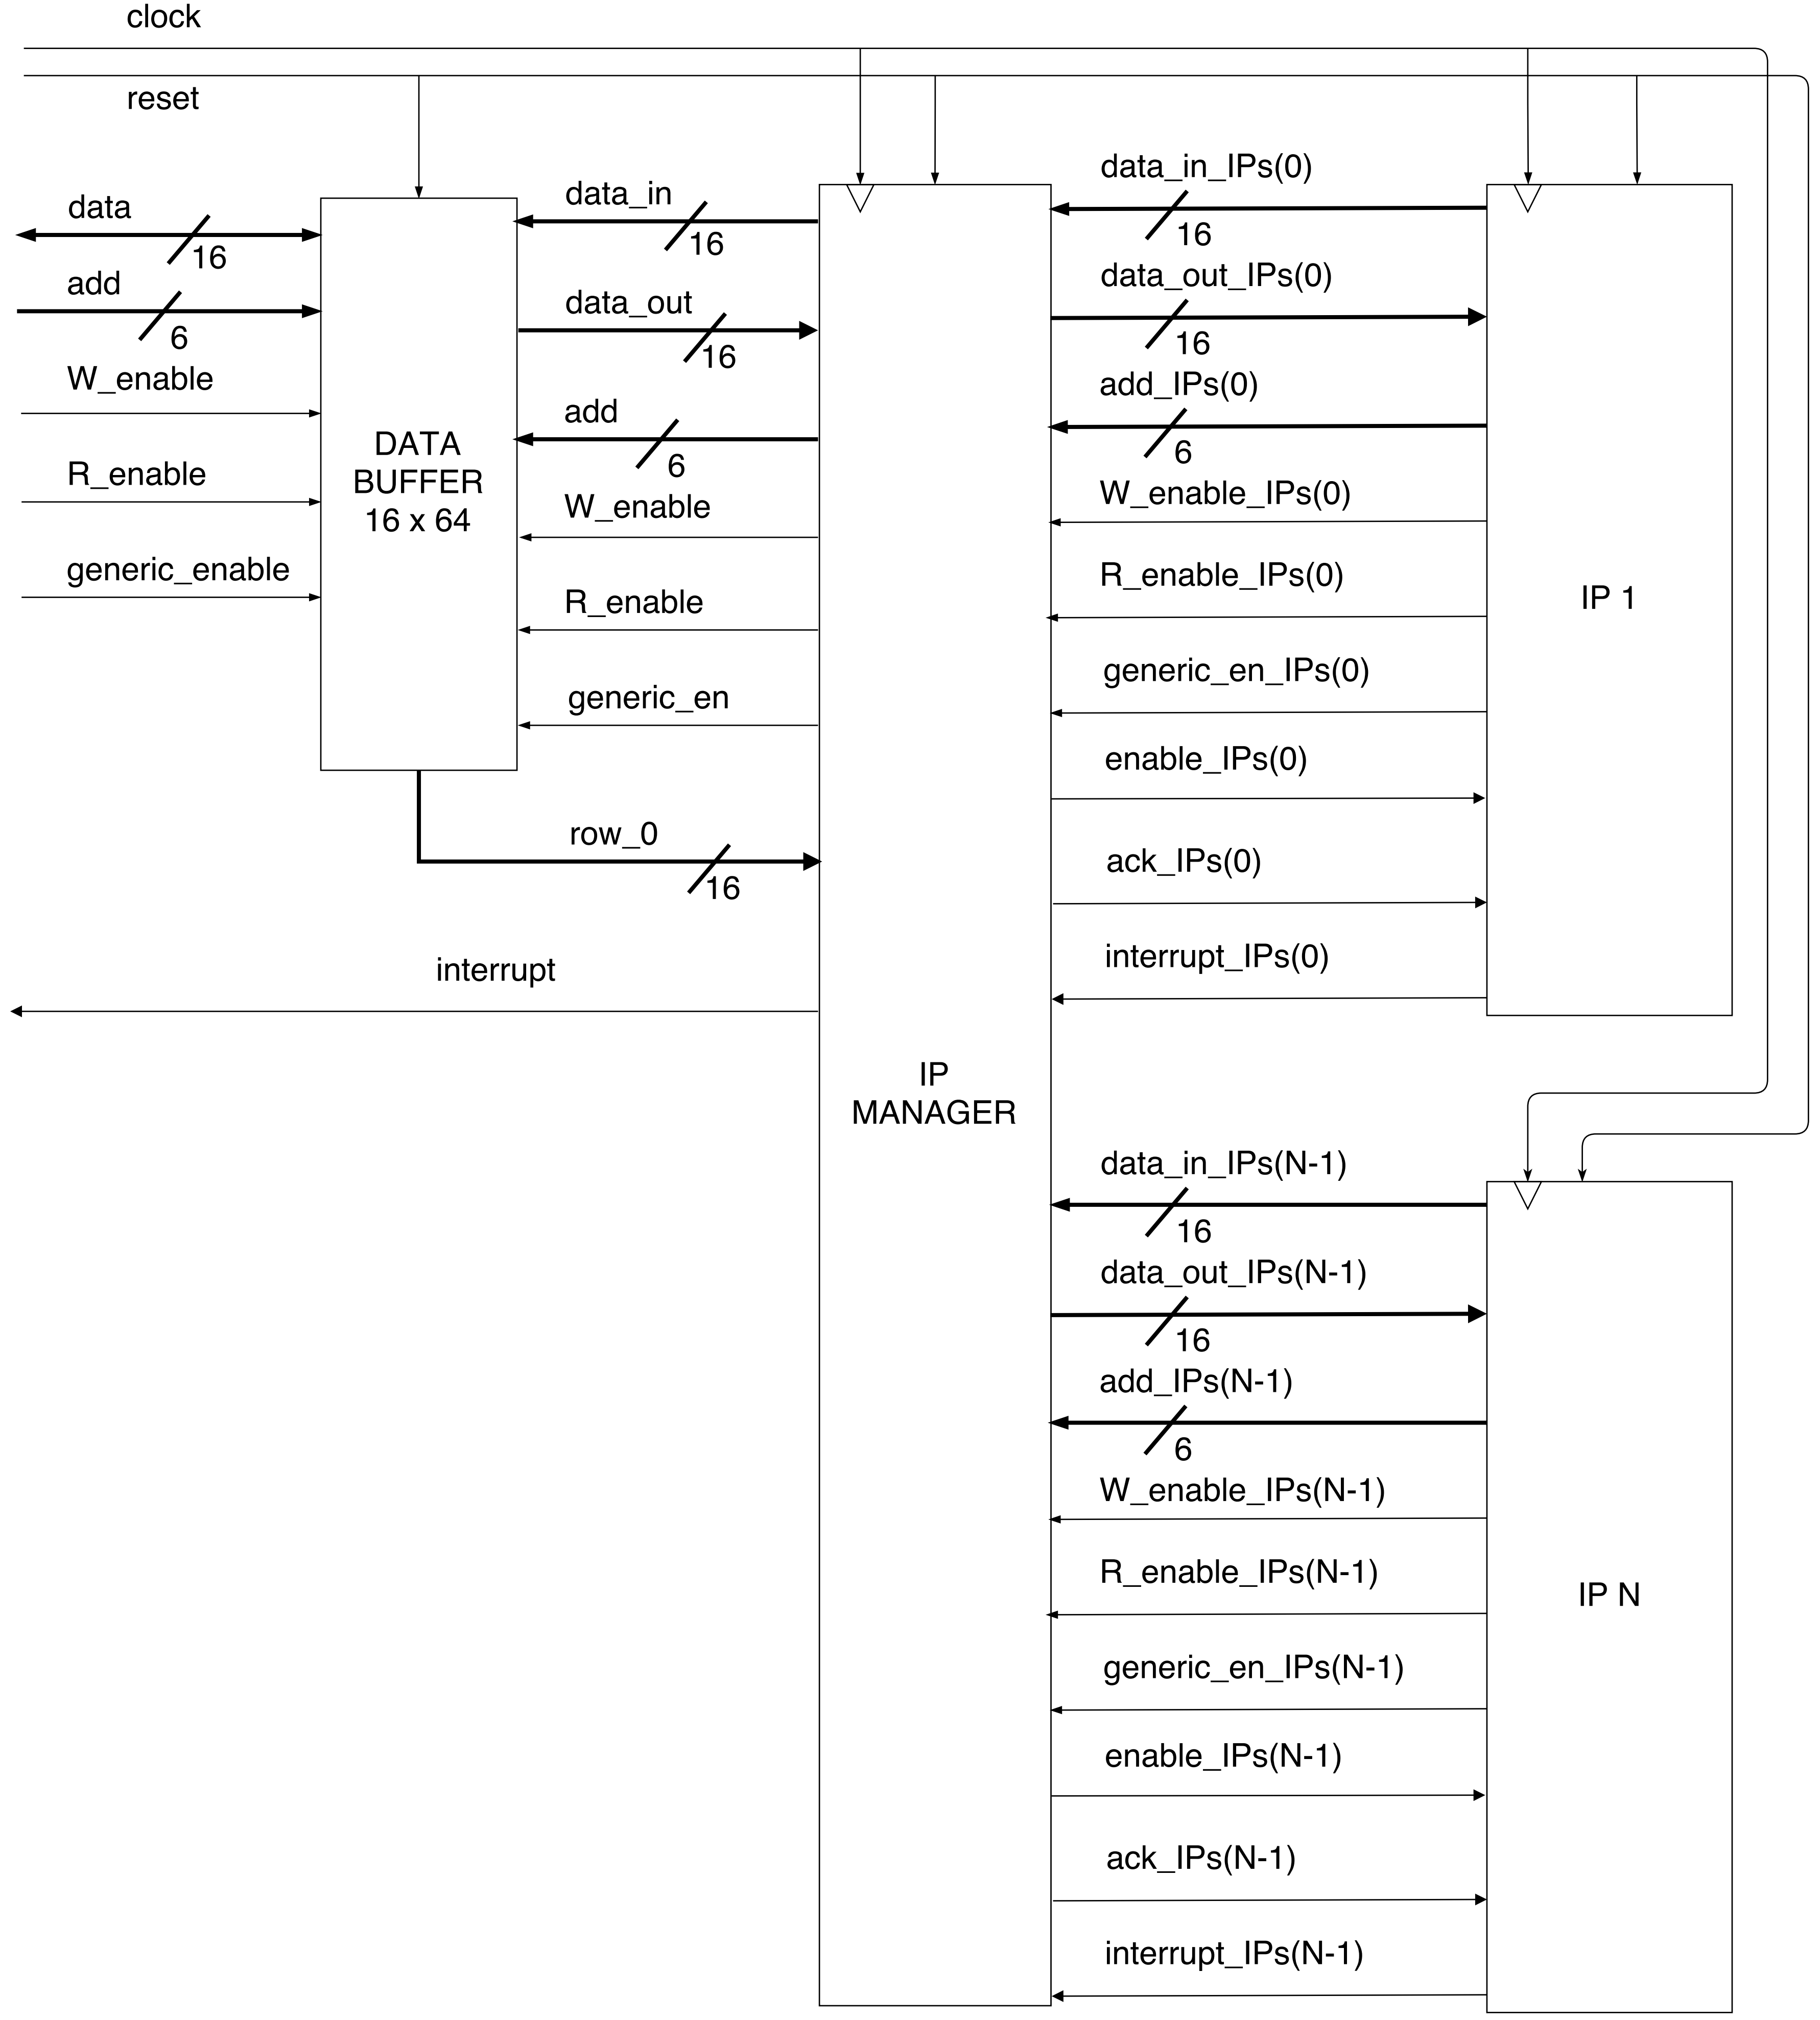 clock
reset
data
16
add
6
W_enable
R_enable
generic_enable
DATA
BUFFER
16 x 64
data_in
16
data_out
16
add
6
W_enable
R_enable
generic_en
row_0
16
interrupt
IP
MANAGER
data_in_IPs(0)
16
data_out_IPs(0)
16
add_IPs(0)
6
W_enable_IPs(0)
R_enable_IPs(0)
generic_en_IPs(0)
enable_IPs(0)
ack_IPs(0)
interrupt_IPs(0)
IP 1
data_in_IPs(N-1)
16
data_out_IPs(N-1)
16
add_IPs(N-1)
6
W_enable_IPs(N-1)
R_enable_IPs(N-1)
generic_en_IPs(N-1)
enable_IPs(N-1)
ack_IPs(N-1)
interrupt_IPs(N-1)
IP N